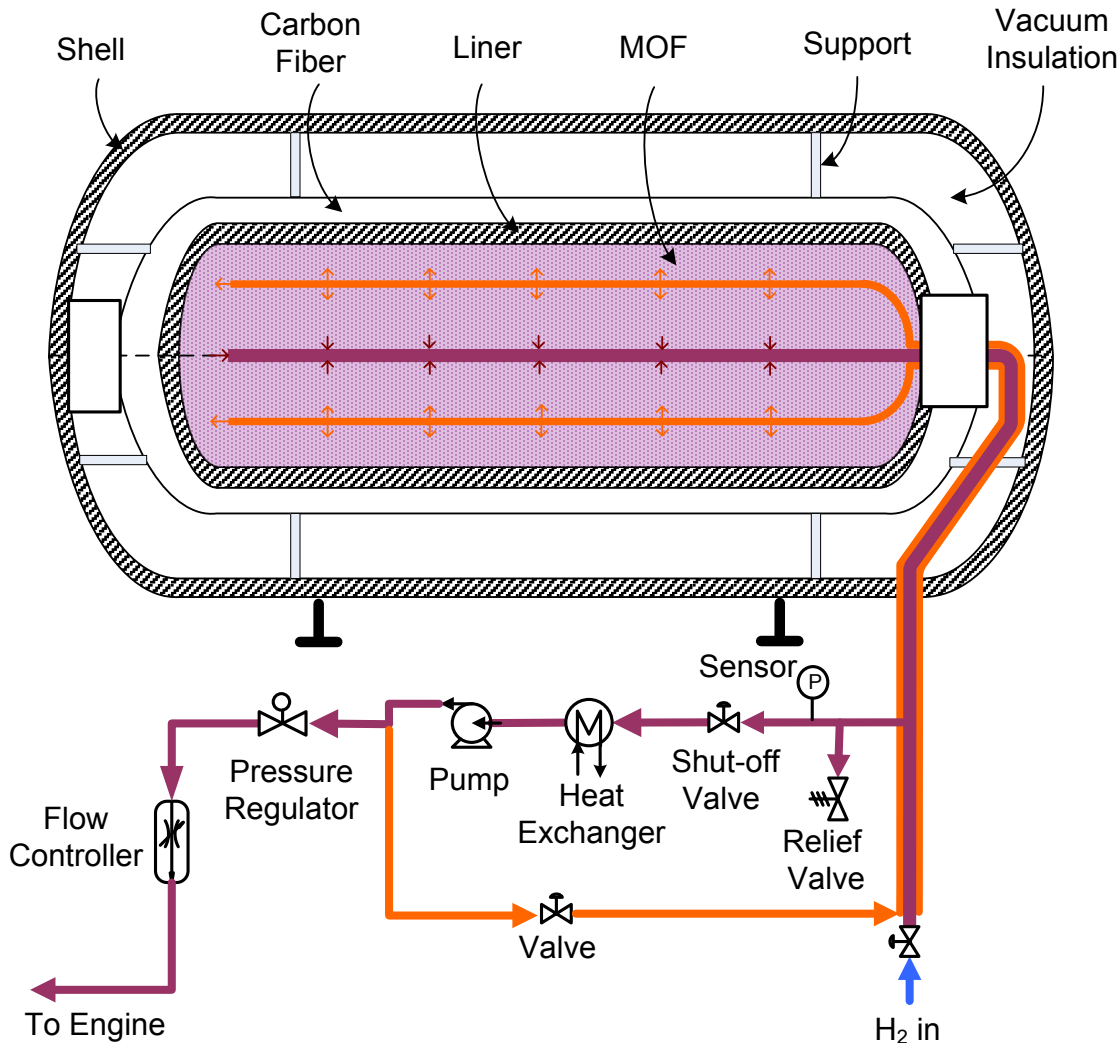 Shell
Carbon
Fiber
Liner
MOF
Support
Vacuum
Insulation
Sensor
P
Pressure
Regulator
Pump
Heat
Exchanger
Shut-off
Valve
Relief
Valve
Flow
Controller
Valve
To Engine
H₂ in